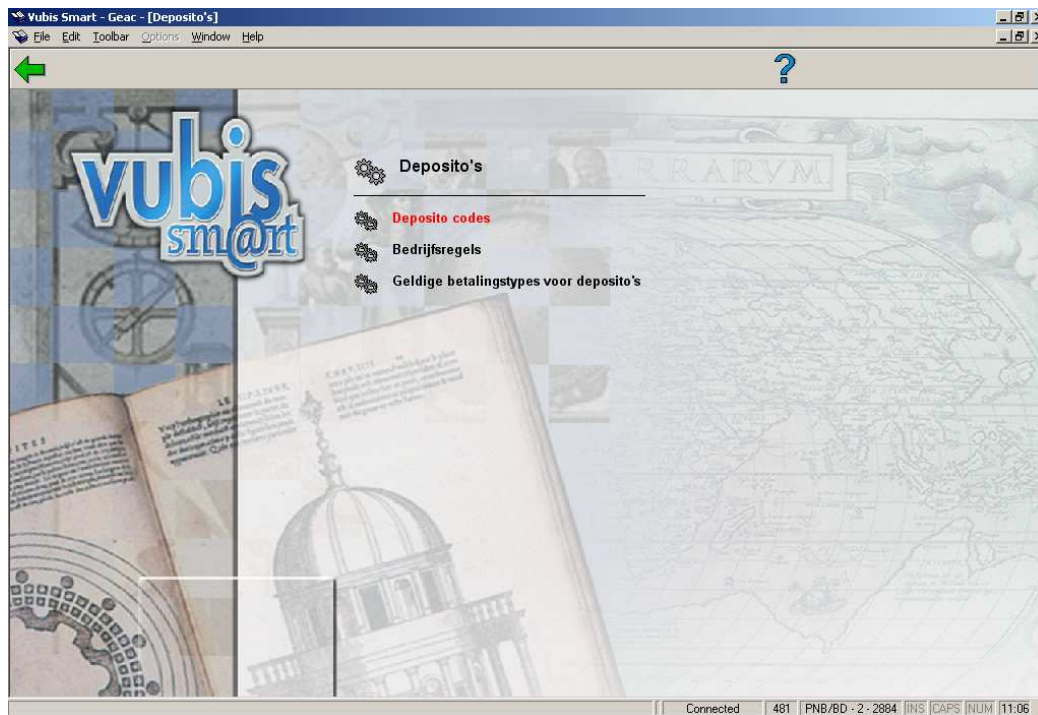 Vubis Smart - Geac - [Deposito's]
File Edit Toolbar Options Window Help
?
vubis
sm@rt
Deposito's
Deposito codes
Bedrijfsregels
Geldige betalingstypes voor deposito's
RARVM
Connected 481 PNB/BD - 2 - 2884 INS CAPS NUM 11:06